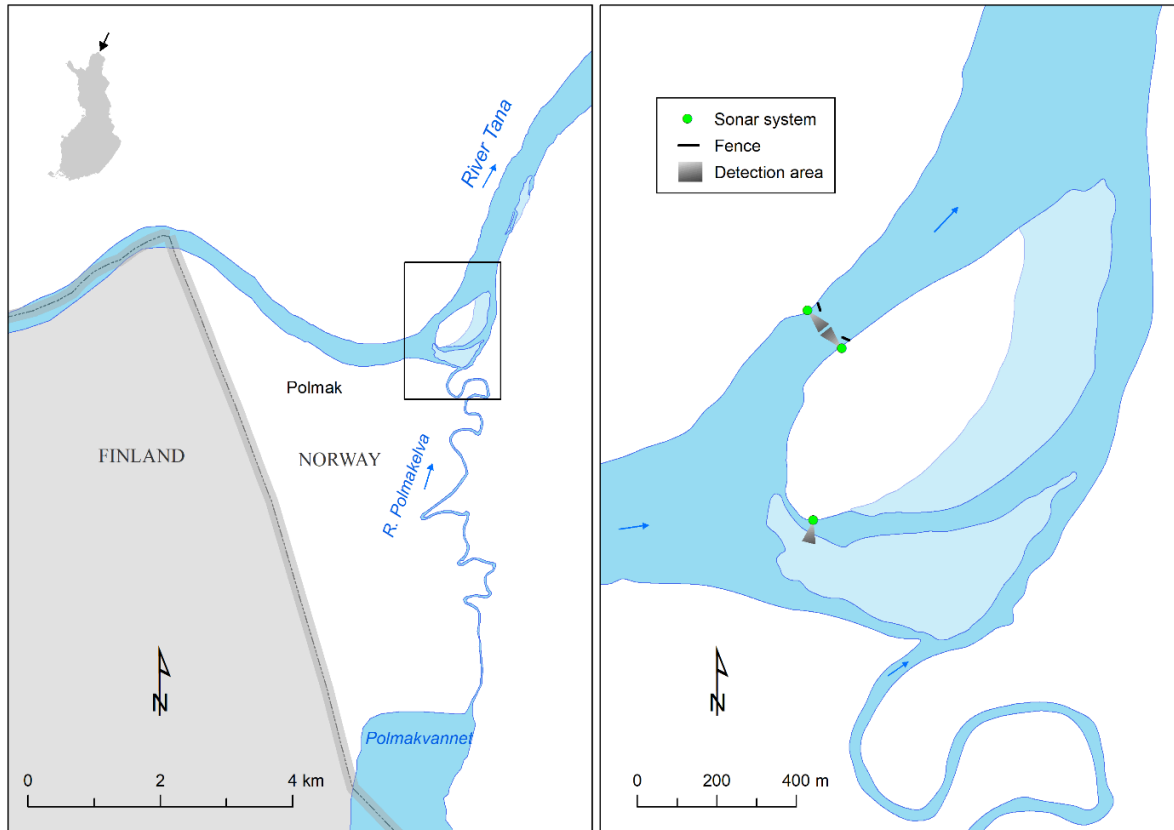 River Tana
Polmak
FINLAND
NORWAY
R. Polmakelva
N
Polmakvannet
0 2 4 km
Sonar system
Fence
Detection area
N
0 200 400 m